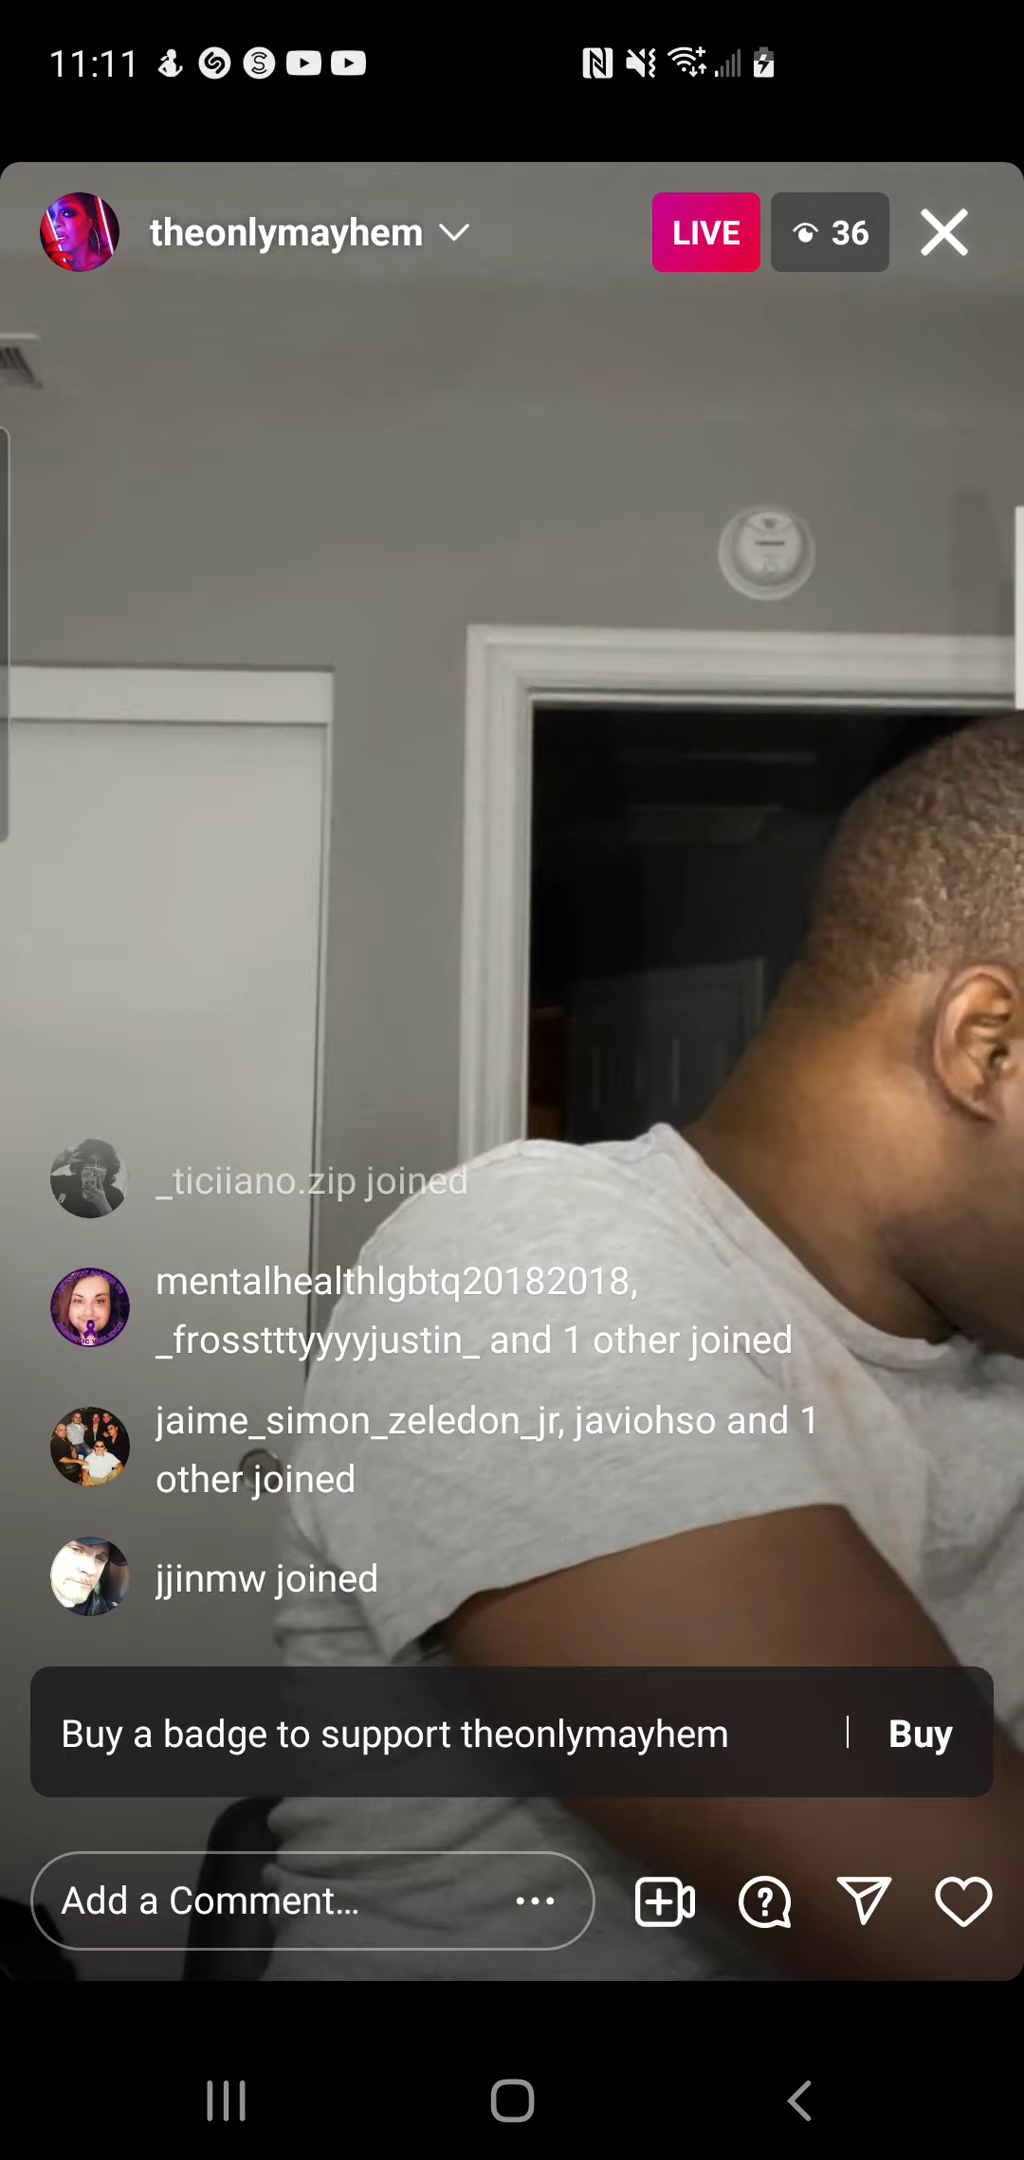 11:11
theonlymayhem
LIVE
36
_ticiiano.zip joined
mentalhealthlgbtq20182018,
_frosstttyyyyjustin_ and 1 other joined
jaime_simon_zeledon_jr, javiohso and 1
other joined
jjinmw joined
Buy a badge to support theonlymayhem | Buy
Add a Comment...